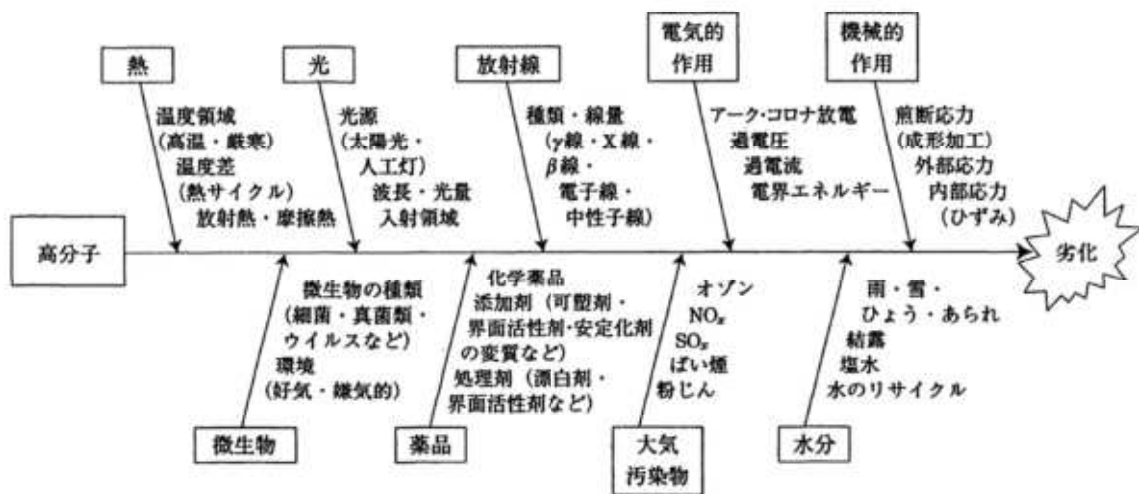 熱
温度領域
(高温・厳寒)
温度差
(熱サイクル)
放射熱・摩擦熱
光
光源
(太陽光・
人工灯)
波長・光量
入射領域
放射線
種類・線量
(γ線・X線・
β線・
電子線・
中性子線)
電気的
作用
アーク・コロナ放電
過電圧
過電流
電界エネルギー
機械的
作用
煎断応力
(成形加工)
外部応力
内部応力
(ひずみ)
高分子
劣化
微生物の種類
(細菌・真菌類・
ウイルスなど)
環境
(好気・嫌気的)
微生物
化学薬品
添加剤(可塑剤・
界面活性剤・安定化剤
の変質など)
処理剤(漂白剤・
界面活性剤など)
薬品
オゾン
NOx
SOx
ばい煙
粉じん
大気
汚染物
雨・雪・
ひょう・あられ
結露
塩水
水のリサイクル
水分